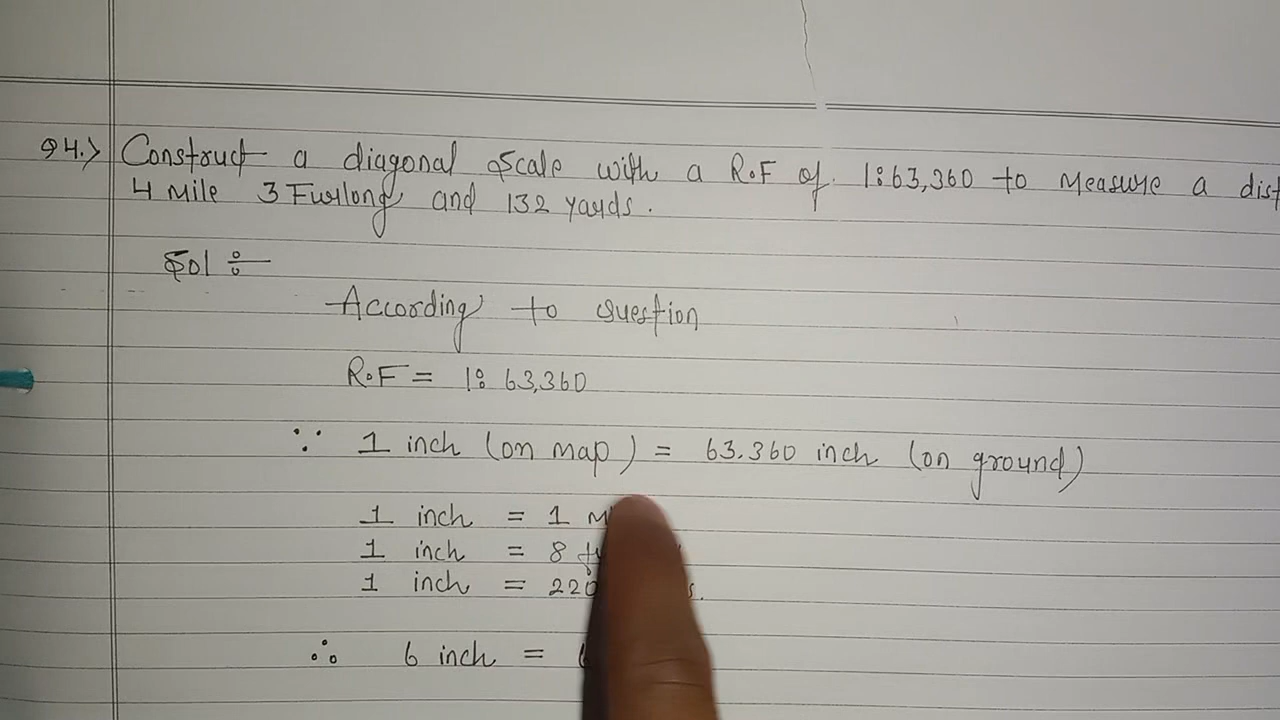 Q4.) Construct a diagonal Scale with a R.F of 1:63,360 to Measure a dist
4 Mile 3 Furlong and 132 yayds.
Sol ÷
According to question
R.F = 1: 63,360
∵ 1 inch (on map) = 63.360 inch (on ground)
1 inch = 1
1 inch = 8
1 inch = 220
∴ 6 inch =